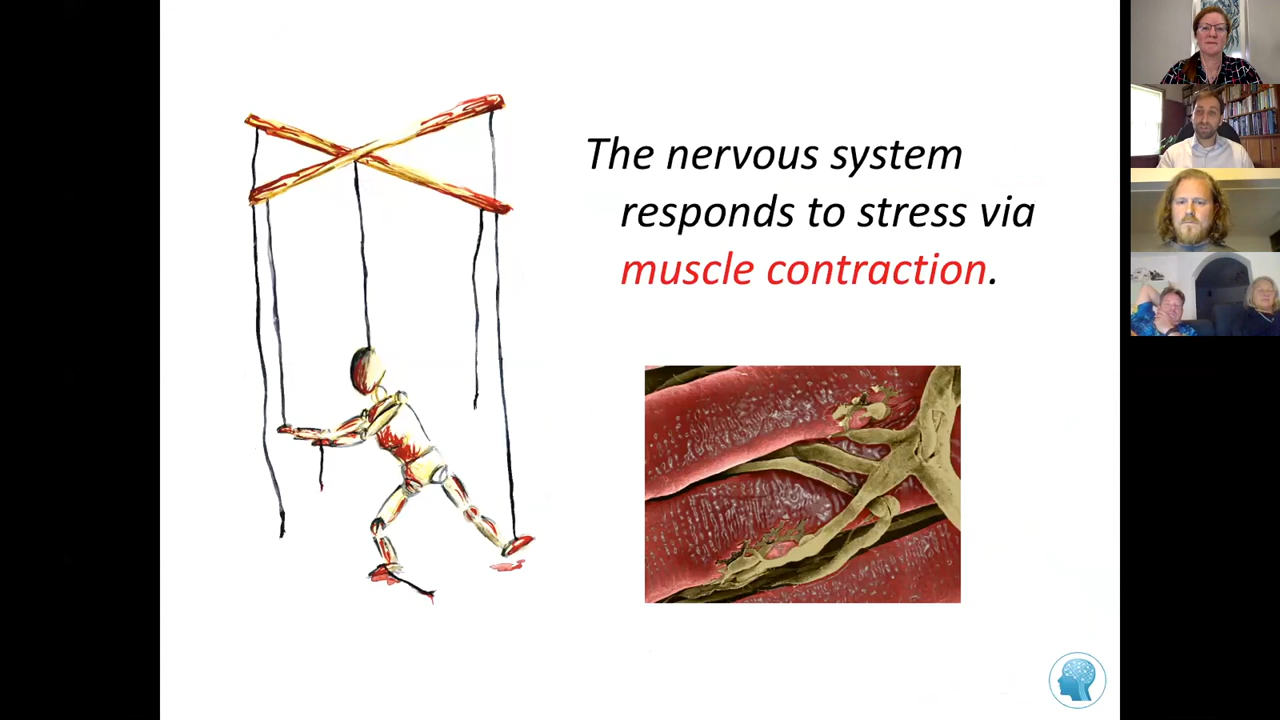 The nervous system
responds to stress via
muscle contraction.